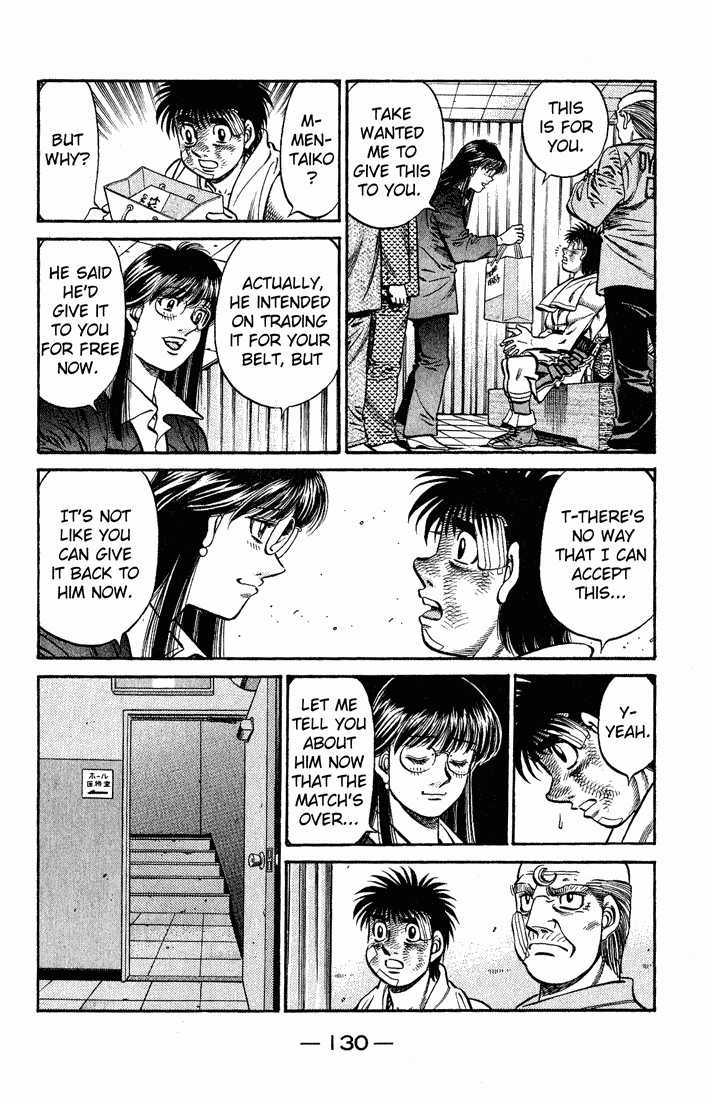 THIS
IS FOR
YOU.
TAKE
WANTED
ME TO
GIVE THIS
TO YOU.
M-
MEN-
TAIKO
?
BUT
WHY?
ACTUALLY,
HE INTENDED
ON TRADING
IT FOR YOUR
BELT, BUT
HE SAID
HE'D
GIVE IT
TO YOU
FOR FREE
NOW.
T-THERE'S
NO WAY
THAT I CAN
ACCEPT
THIS...
IT'S NOT
LIKE YOU
CAN GIVE
IT BACK TO
HIM NOW.
Y-
YEAH.
LET ME
TELL YOU
ABOUT
HIM NOW
THAT THE
MATCH'S
OVER...
ホール
医務室
— 130 —